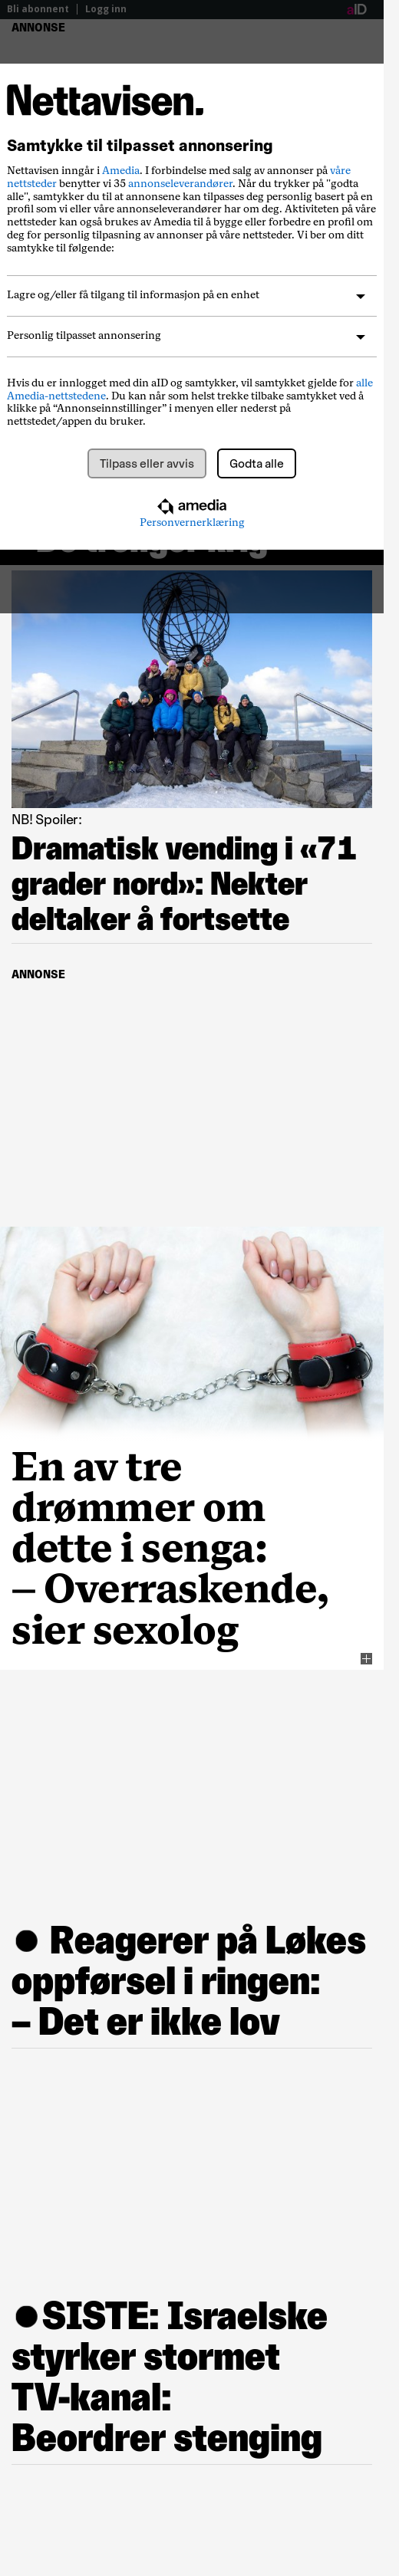 Bli abonnent | Logg inn
aID
ANNONSE
Nettavisen.
Samtykke til tilpasset annonsering
Nettavisen inngår i Amedia. I forbindelse med salg av annonser på våre
nettsteder benytter vi 35 annonseleverandører. Når du trykker på "godta
alle", samtykker du til at annonsene kan tilpasses deg personlig basert på en
profil som vi eller våre annonseleverandører har om deg. Aktiviteten på våre
nettsteder kan også brukes av Amedia til å bygge eller forbedre en profil om
deg for personlig tilpasning av annonser på våre nettsteder. Vi ber om ditt
samtykke til følgende:
Lagre og/eller få tilgang til informasjon på en enhet
Personlig tilpasset annonsering
Hvis du er innlogget med din aID og samtykker, vil samtykket gjelde for alle
Amedia-nettstedene. Du kan når som helst trekke tilbake samtykket ved å
klikke på “Annonseinnstillinger” i menyen eller nederst på
nettstedet/appen du bruker.
Tilpass eller avvis
Godta alle
amedia
Personvernerklæring
NB! Spoiler:
Dramatisk vending i «71
grader nord»: Nekter
deltaker å fortsette
ANNONSE
En av tre
drømmer om
dette i senga:
– Overraskende,
sier sexolog
● Reagerer på Løkes
oppførsel i ringen:
– Det er ikke lov
●SISTE: Israelske
styrker stormet
TV-kanal:
Beordrer stenging